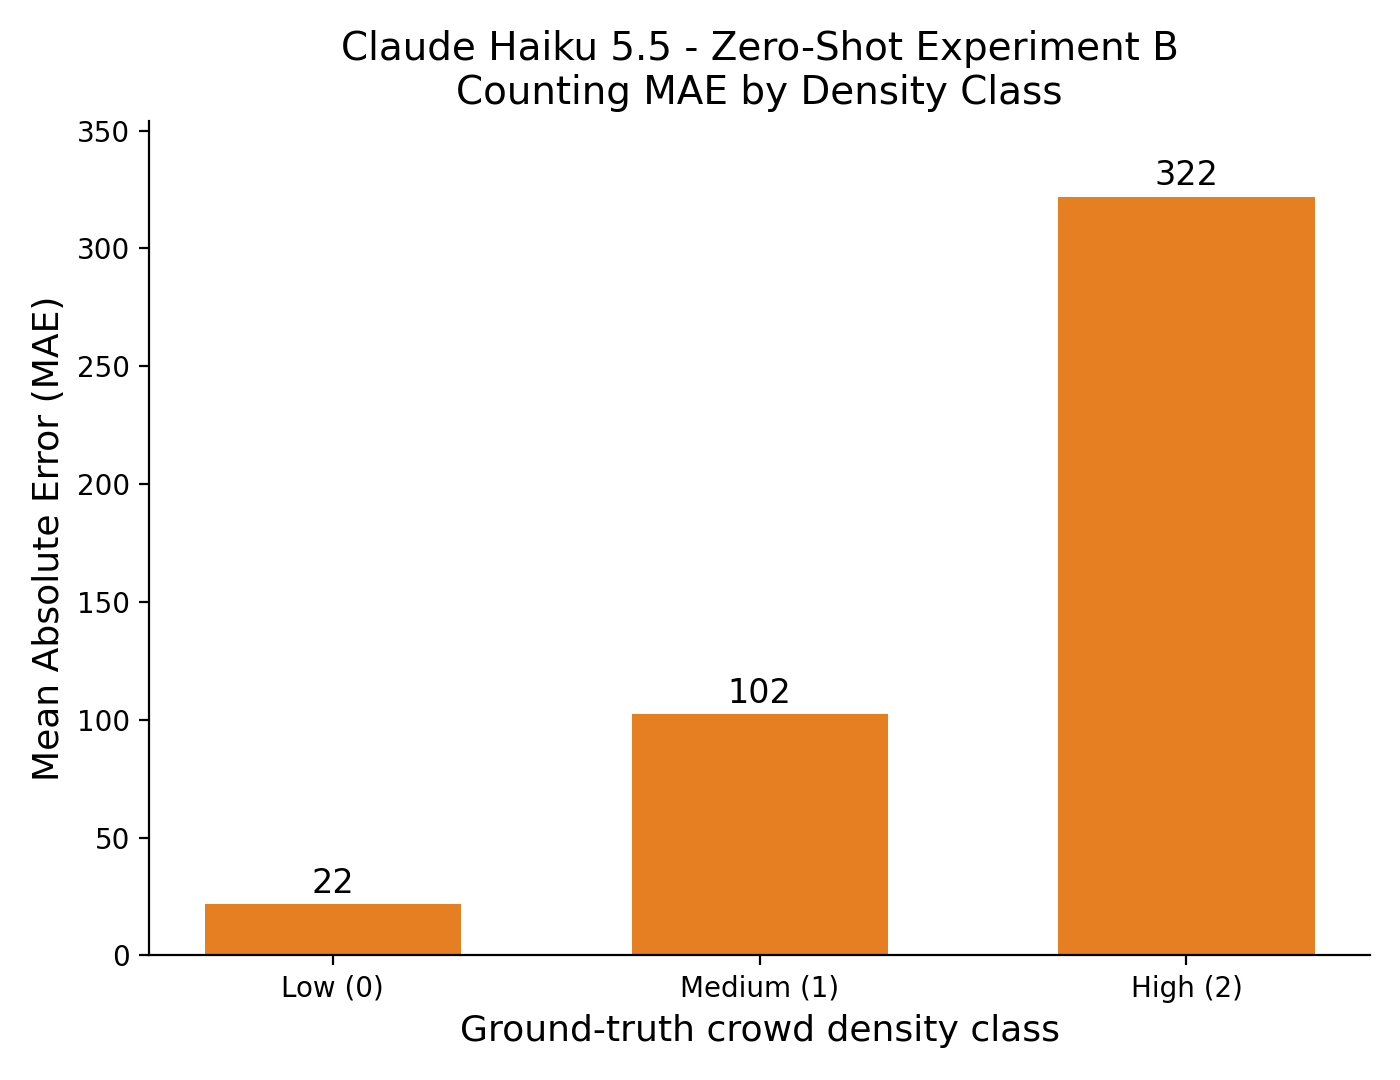 Claude Haiku 5.5 - Zero-Shot Experiment B
Counting MAE by Density Class
Mean Absolute Error (MAE)
350
300
250
200
150
100
50
0
22
102
322
Low (0)
Medium (1)
High (2)
Ground-truth crowd density class